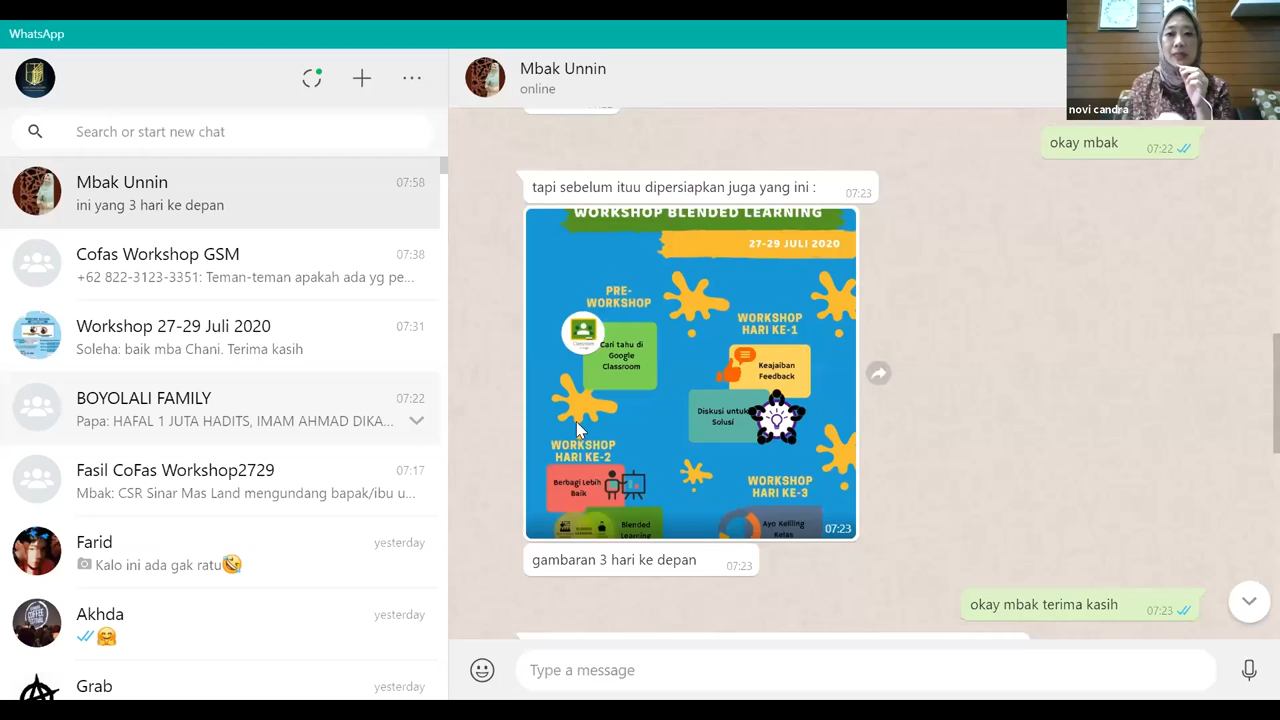 WhatsApp
Search or start new chat
Mbak Unnin
07:58
ini yang 3 hari ke depan
Cofas Workshop GSM
07:38
+62 822-3123-3351: Teman-teman apakah ada yg pe...
Workshop 27-29 Juli 2020
07:31
Soleha: baik mba Chani. Terima kasih
BOYOLALI FAMILY
07:22
Papa: HAFAL 1 JUTA HADITS, IMAM AHMAD DIKA...
Fasil CoFas Workshop2729
07:17
Mbak: CSR Sinar Mas Land mengundang bapak/ibu u...
Farid
yesterday
Kalo ini ada gak ratu🤣
Akhda
yesterday
🤗
Grab
yesterday
Mbak Unnin
online
novi candra
okay mbak
07:22
tapi sebelum ituu dipersiapkan juga yang ini :
07:23
WORKSHOP BLENDED LEARNING
27-29 JULI 2020
PRE-
WORKSHOP
Cari tahu di
Google
Classroom
WORKSHOP
HARI KE-1
Keajaiban
Feedback
Diskusi untuk
Solusi
WORKSHOP
HARI KE-2
Berbagi Lebih
Baik
Blended
Learning
WORKSHOP
HARI KE-3
Ayo Keliling
Kelas
07:23
gambaran 3 hari ke depan
07:23
okay mbak terima kasih
07:23
Type a message